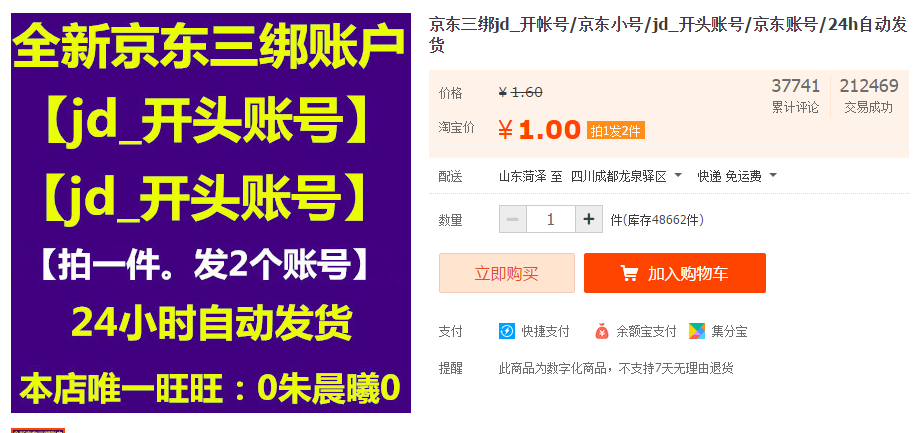 全新京东三绑账户
【jd_开头账号】
【jd_开头账号】
【拍一件。发2个账号】
24小时自动发货
本店唯一旺旺：0朱晨曦0
京东三绑jd_开帐号/京东小号/jd_开头账号/京东账号/24h自动发
货
价格 ¥ 1.60 37741 累计评论 212469 交易成功
淘宝价 ¥ 1.00 拍1发2件
配送 山东菏泽 至 四川成都龙泉驿区 快递 免运费
数量 1 件(库存48662件)
立即购买 加入购物车
支付 快捷支付 余额宝支付 集分宝
提醒 此商品为数字化商品，不支持7天无理由退货